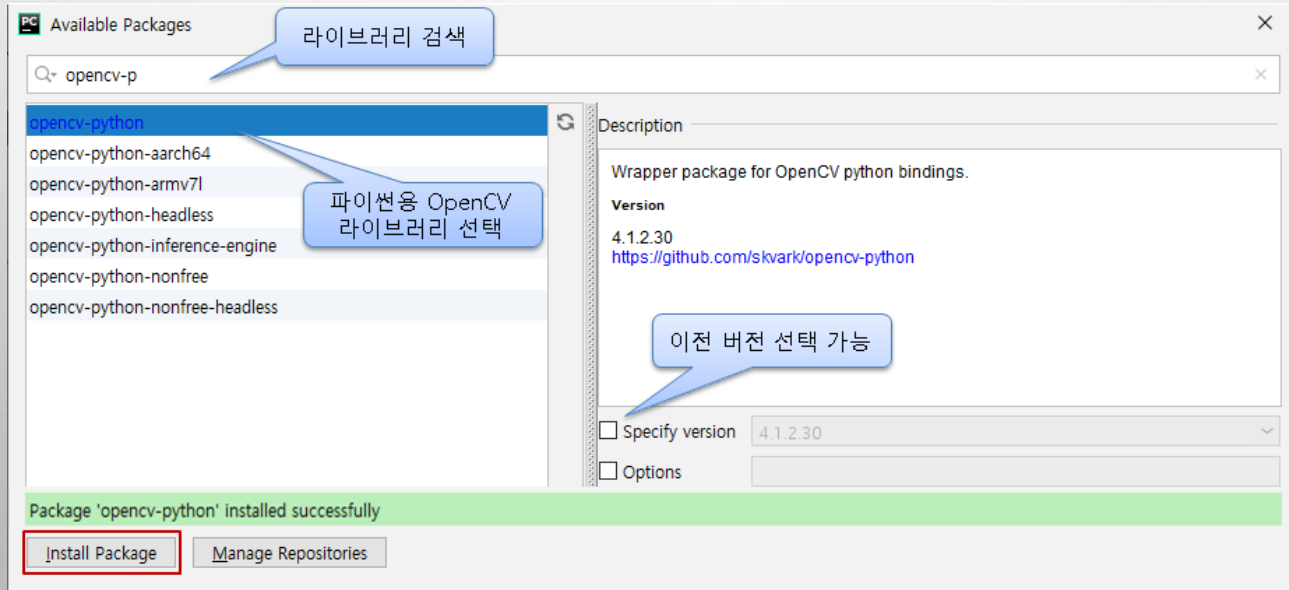 PC Available Packages
라이브러리 검색
opencv-p
opencv-python
opencv-python-aarch64
opencv-python-armv7l
opencv-python-headless
opencv-python-inference-engine
opencv-python-nonfree
opencv-python-nonfree-headless
파이썬용 OpenCV
라이브러리 선택
Description
Wrapper package for OpenCV python bindings.
Version
4.1.2.30
https://github.com/skvark/opencv-python
이전 버전 선택 가능
Specify version 4.1.2.30
Options
Package 'opencv-python' installed successfully
Install Package Manage Repositories